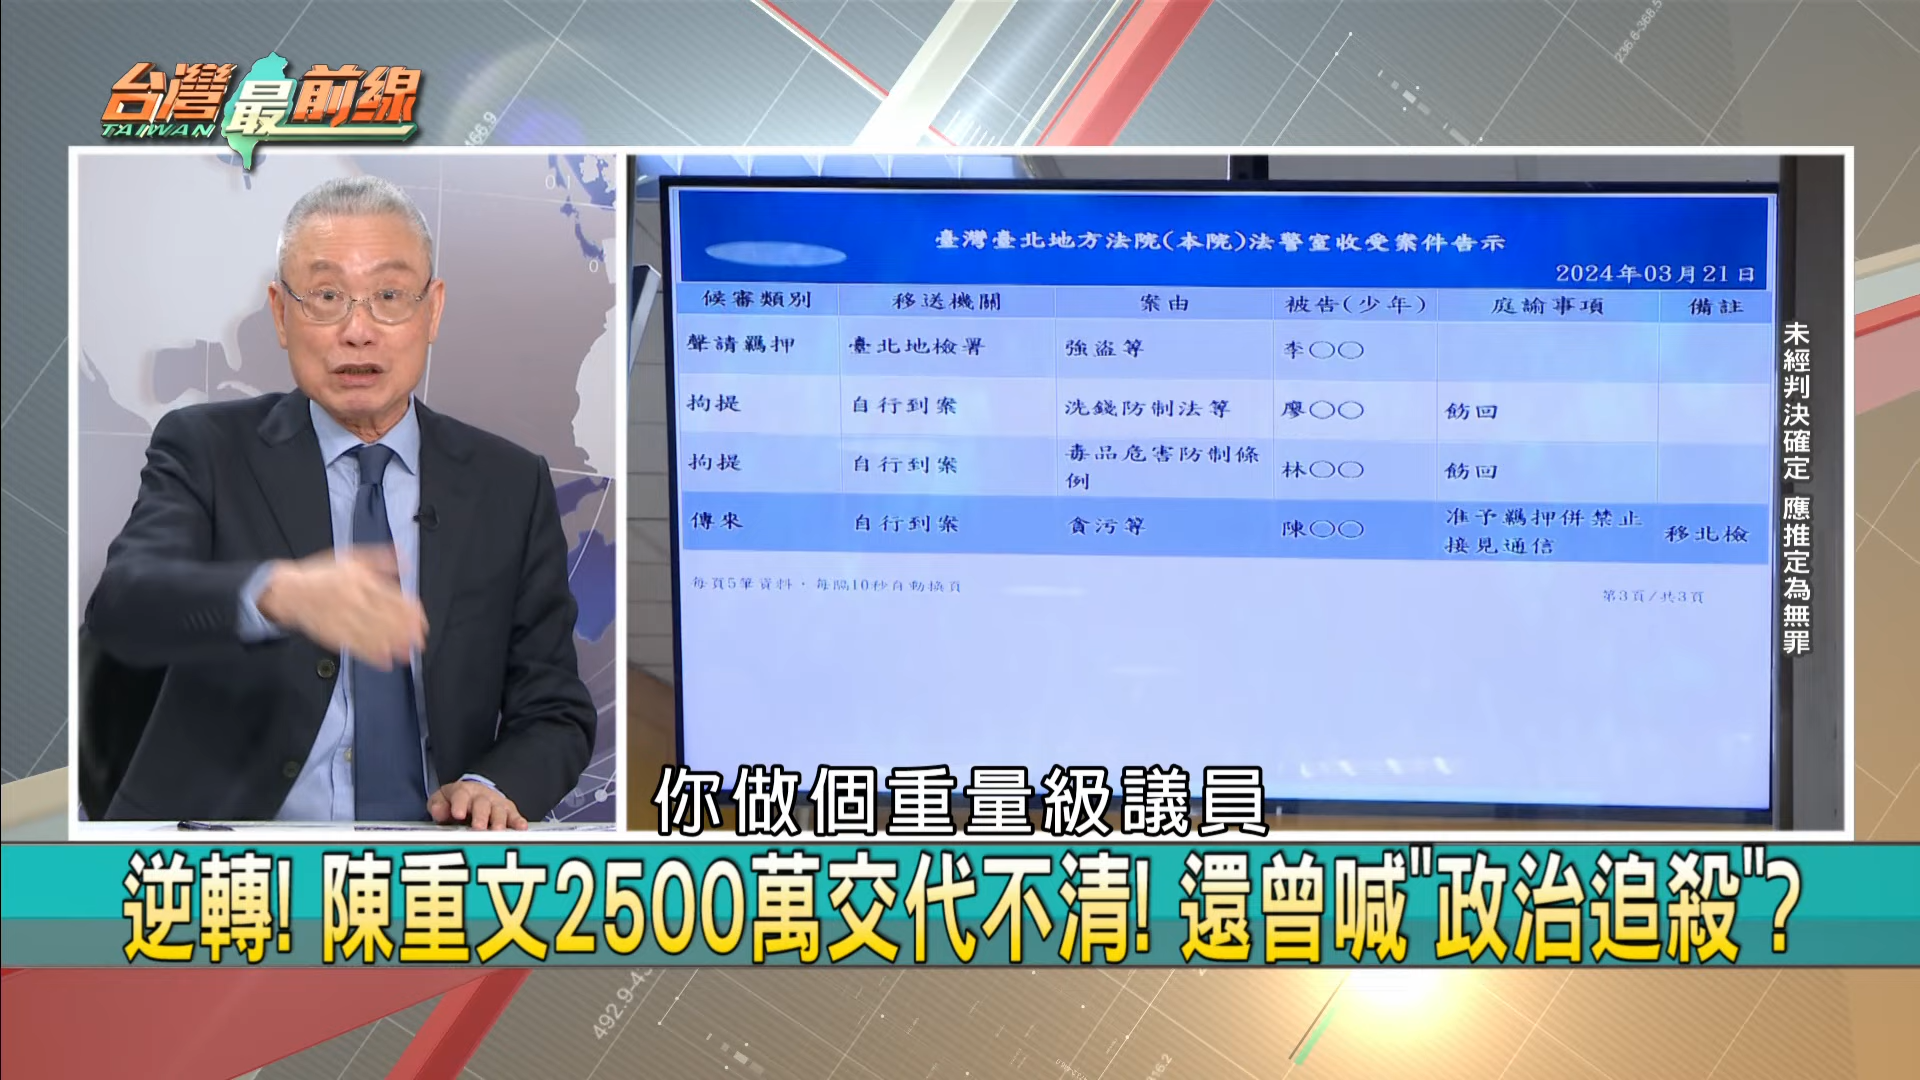 台灣最前線
TAIWAN
臺灣臺北地方法院(本院)法警室收受案件告示
2024年03月21日
候審類別 移送機關 案由 被告(少年) 庭諭事項 備註
聲請羈押 臺北地檢署 強盜等 李〇〇
拘提 自行到案 洗錢防制法等 廖〇〇 飭回
拘提 自行到案 毒品危害防制條例 林〇〇 飭回
傳來 自行到案 貪污等 陳〇〇 准予羈押併禁止接見通信 移北檢
每頁5筆資料，每隔10秒自動換頁
第3頁/共3頁
未經判決確定 應推定為無罪
你做個重量級議員
逆轉! 陳重文2500萬交代不清! 還曾喊"政治追殺"?